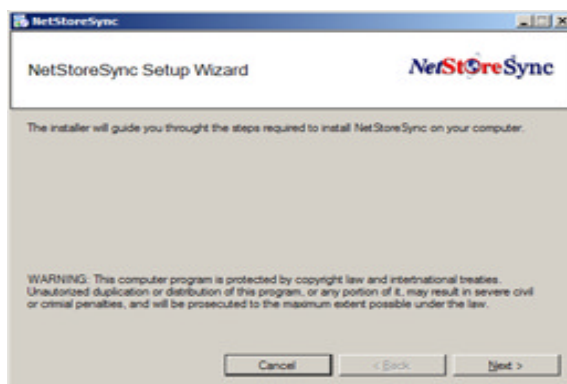 NetStoreSync
NetStoreSync Setup Wizard
NetStoreSync
The installer will guide you throught the steps required to install NetStoreSync on your computer.
WARNING: This computer program is protected by copyright law and intertnational treaties.
Unautorized duplication or distribution of this program, or any portion of it, may result in severe civil
or crimial penalties, and will be prosecuted to the maximum extent possible under the law.
Cancel
< Back
Next >